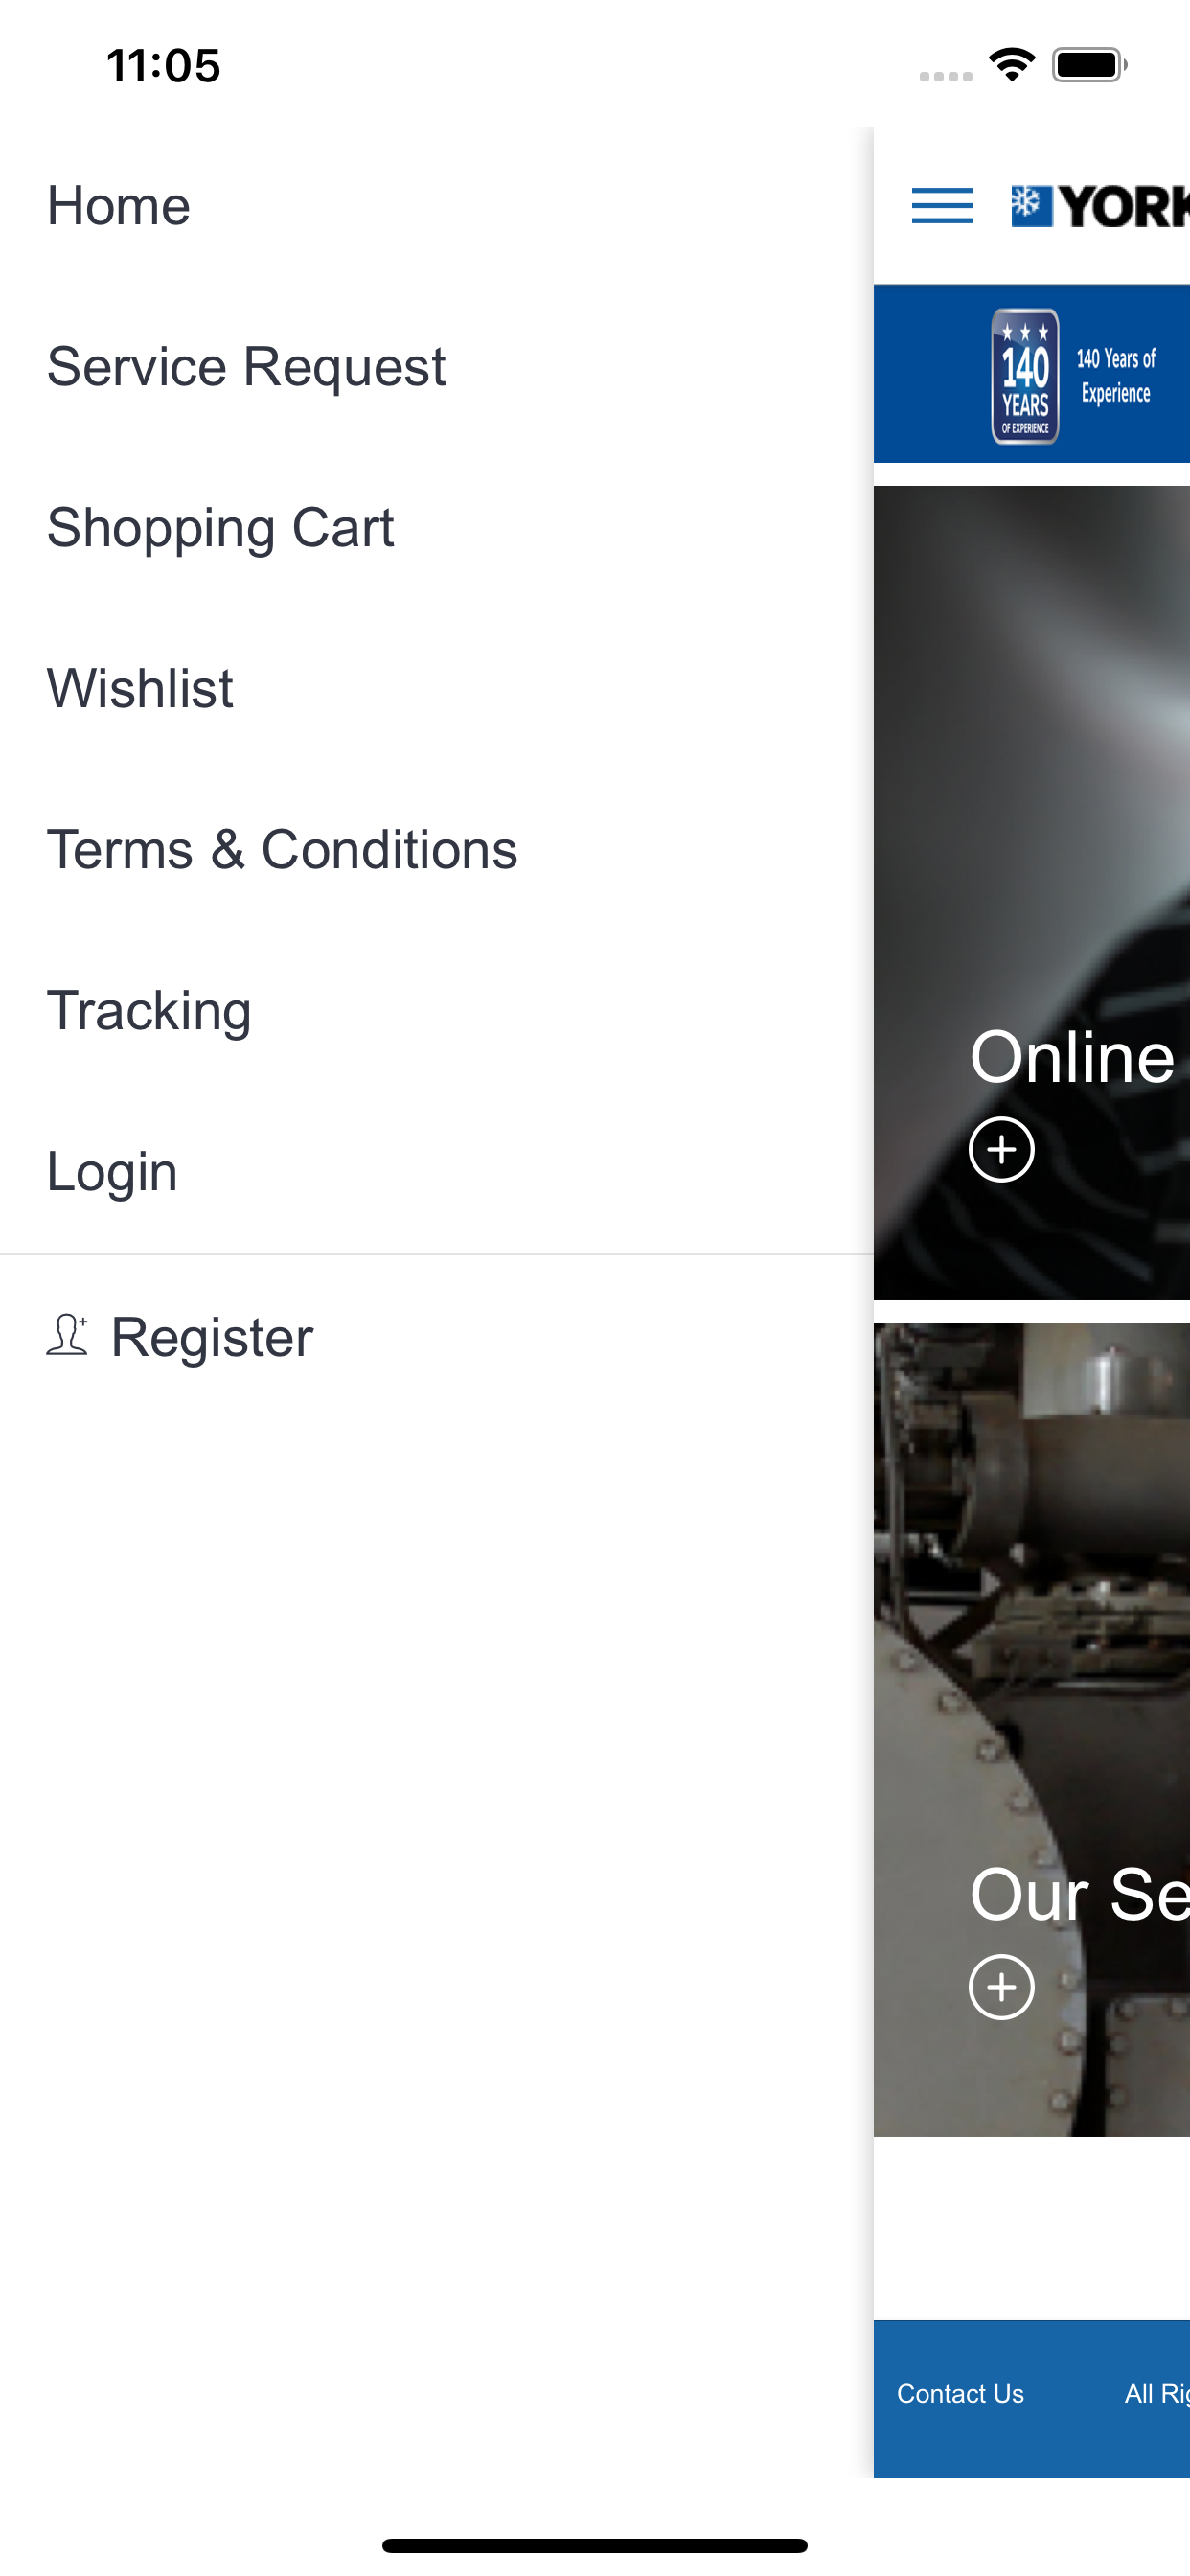 11:05
Home
Service Request
Shopping Cart
Wishlist
Terms & Conditions
Tracking
Login
Register
YORK
140
YEARS
OF EXPERIENCE
140 Years of
Experience
Online
Our Se
Contact Us
All Rig